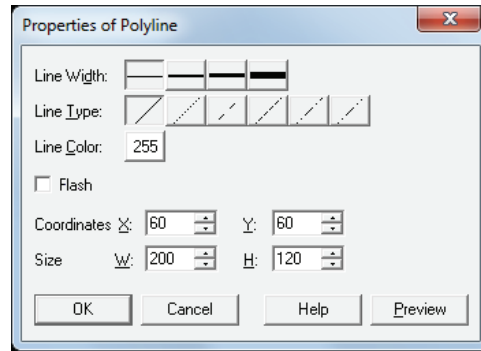 Properties of Polyline
Line Width:
Line Type:
Line Color: 255
Flash
Coordinates X: 60 Y: 60
Size W: 200 H: 120
OK Cancel Help Preview